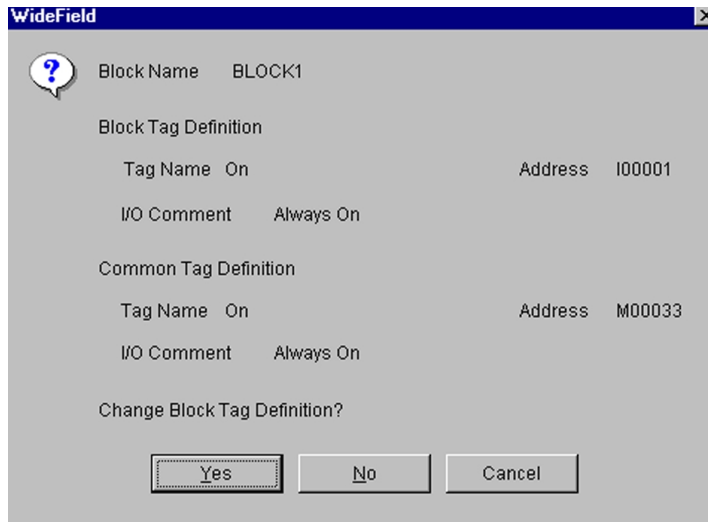 WideField
Block Name BLOCK1
Block Tag Definition
Tag Name On Address I00001
I/O Comment Always On
Common Tag Definition
Tag Name On Address M00033
I/O Comment Always On
Change Block Tag Definition?
Yes No Cancel